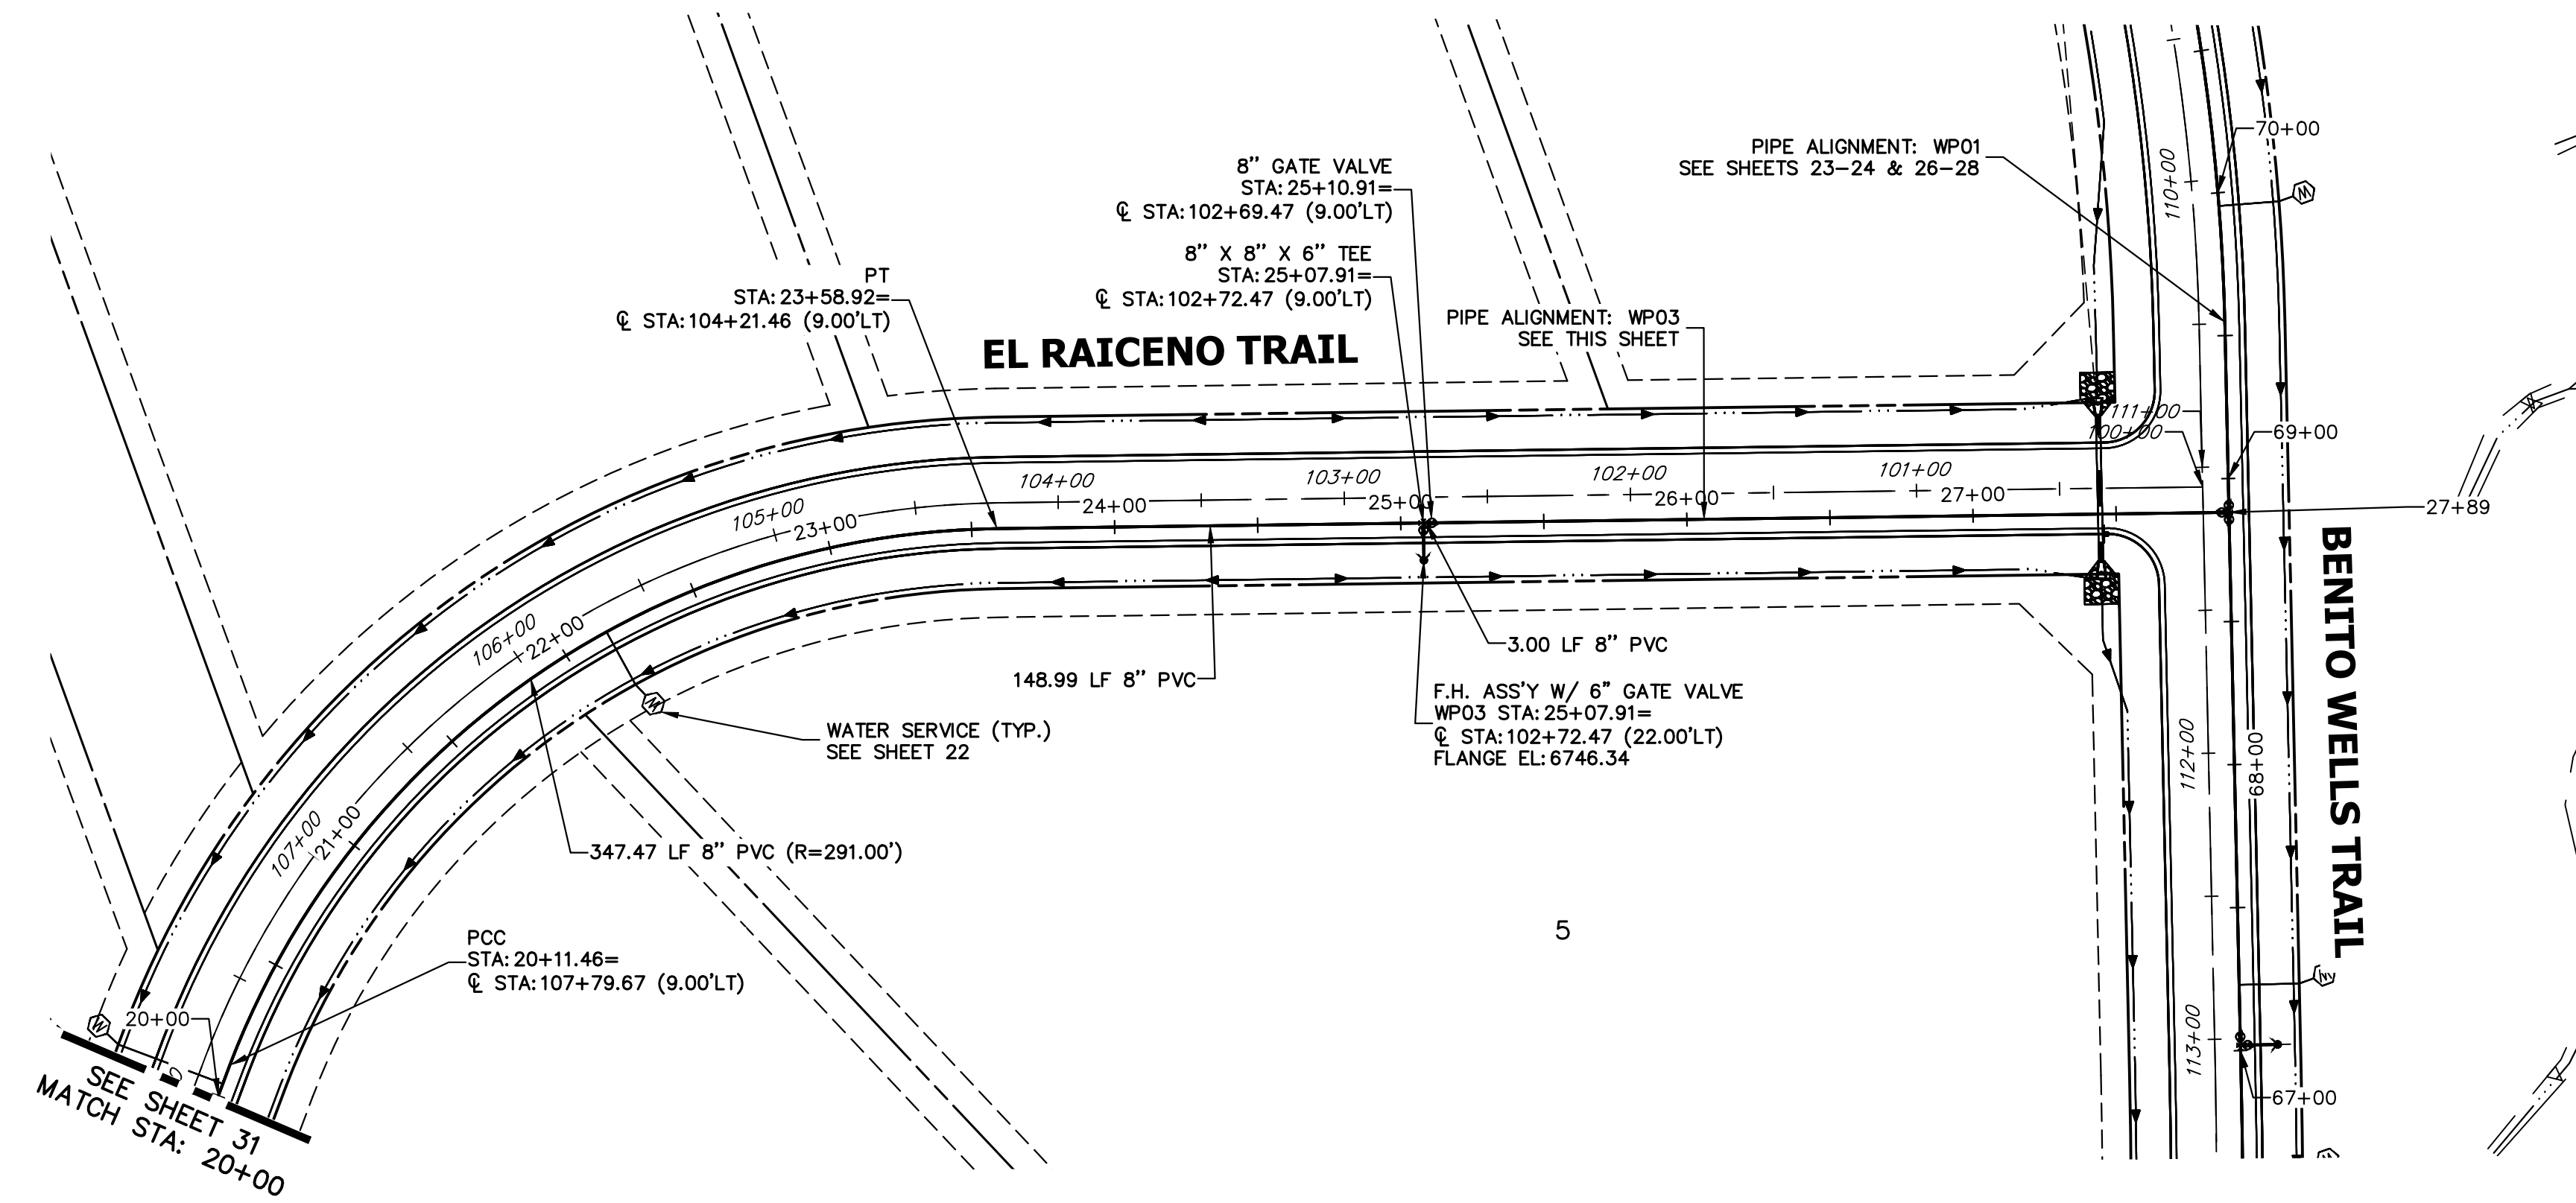 PIPE ALIGNMENT: WP01
SEE SHEETS 23-24 & 26-28
70+00
110+00
8" GATE VALVE
STA:25+10.91=
℄ STA:102+69.47 (9.00'LT)
8" X 8" X 6" TEE
STA:25+07.91=
℄ STA:102+72.47 (9.00'LT)
PT
STA:23+58.92=
℄ STA:104+21.46 (9.00'LT)
PIPE ALIGNMENT: WP03
SEE THIS SHEET
EL RAICENO TRAIL
111+00
100+00
69+00
104+00
103+00
102+00
101+00
105+00
24+00
25+00
26+00
27+00
23+00
27+89
106+00
22+00
BENITO WELLS TRAIL
3.00 LF 8" PVC
148.99 LF 8" PVC
F.H. ASS'Y W/ 6" GATE VALVE
WP03 STA:25+07.91=
℄ STA:102+72.47 (22.00'LT)
FLANGE EL:6746.34
M
M
WATER SERVICE (TYP.)
SEE SHEET 22
112+00
68+00
107+00
21+00
347.47 LF 8" PVC (R=291.00')
5
PCC
STA:20+11.46=
℄ STA:107+79.67 (9.00'LT)
20+00
113+00
67+00
SEE SHEET 31
MATCH STA: 20+00